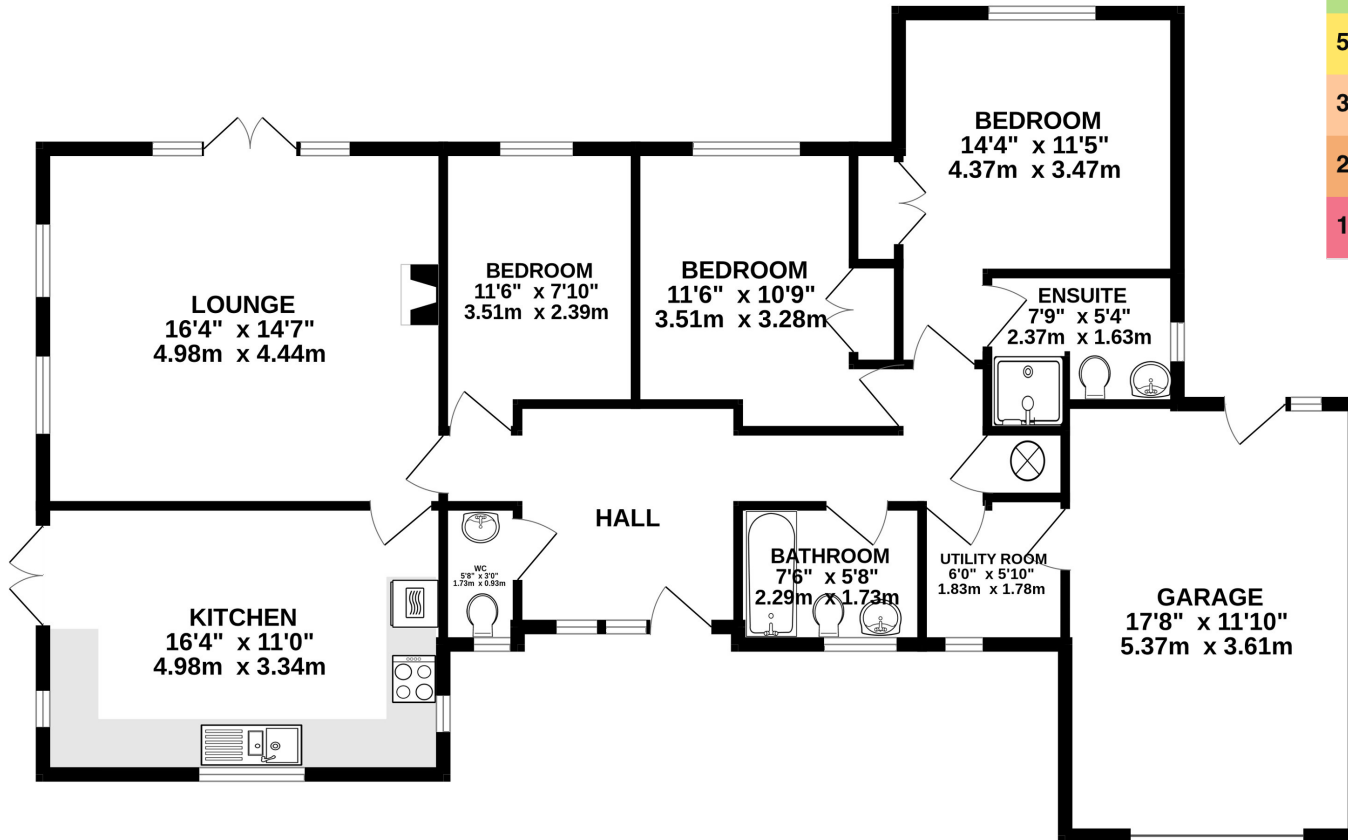 5
3
2
1
BEDROOM
14'4" x 11'5"
4.37m x 3.47m
LOUNGE
16'4" x 14'7"
4.98m x 4.44m
BEDROOM
11'6" x 7'10"
3.51m x 2.39m
BEDROOM
11'6" x 10'9"
3.51m x 3.28m
ENSUITE
7'9" x 5'4"
2.37m x 1.63m
HALL
KITCHEN
16'4" x 11'0"
4.98m x 3.34m
WC
5'8" x 3'0"
1.73m x 0.93m
BATHROOM
7'6" x 5'8"
2.29m x 1.73m
UTILITY ROOM
6'0" x 5'10"
1.83m x 1.78m
GARAGE
17'8" x 11'10"
5.37m x 3.61m